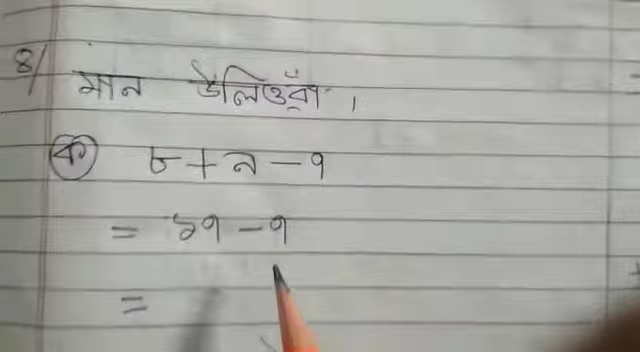 ৪/ মান উলিওৱাঁ ।
ক ৮ + ৯ – ৭
= ১৭ – ৭
=